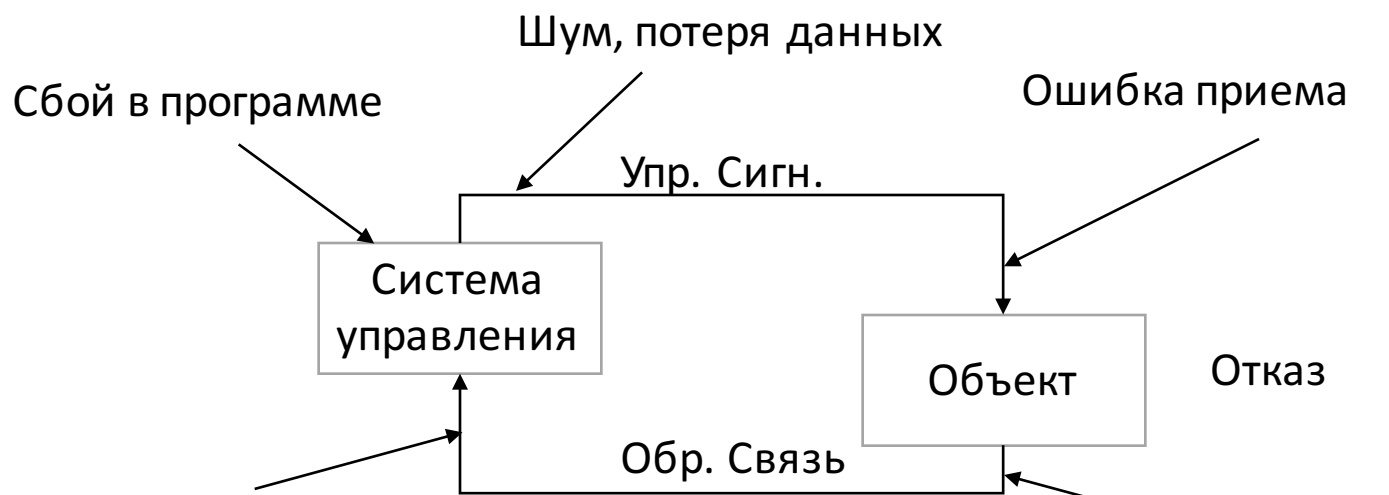 Шум, потеря данных
Сбой в программе
Ошибка приема
Упр. Сигн.
Система
управления
Объект
Отказ
Обр. Связь